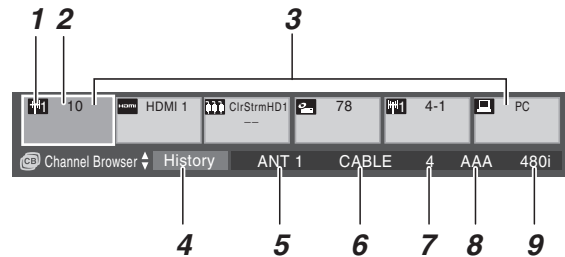 1 2 3
10 HDMI HDMI 1 ClrStrmHD1 78 4-1 PC
--
CB Channel Browser History ANT 1 CABLE 4 AAA 480i
4 5 6 7 8 9